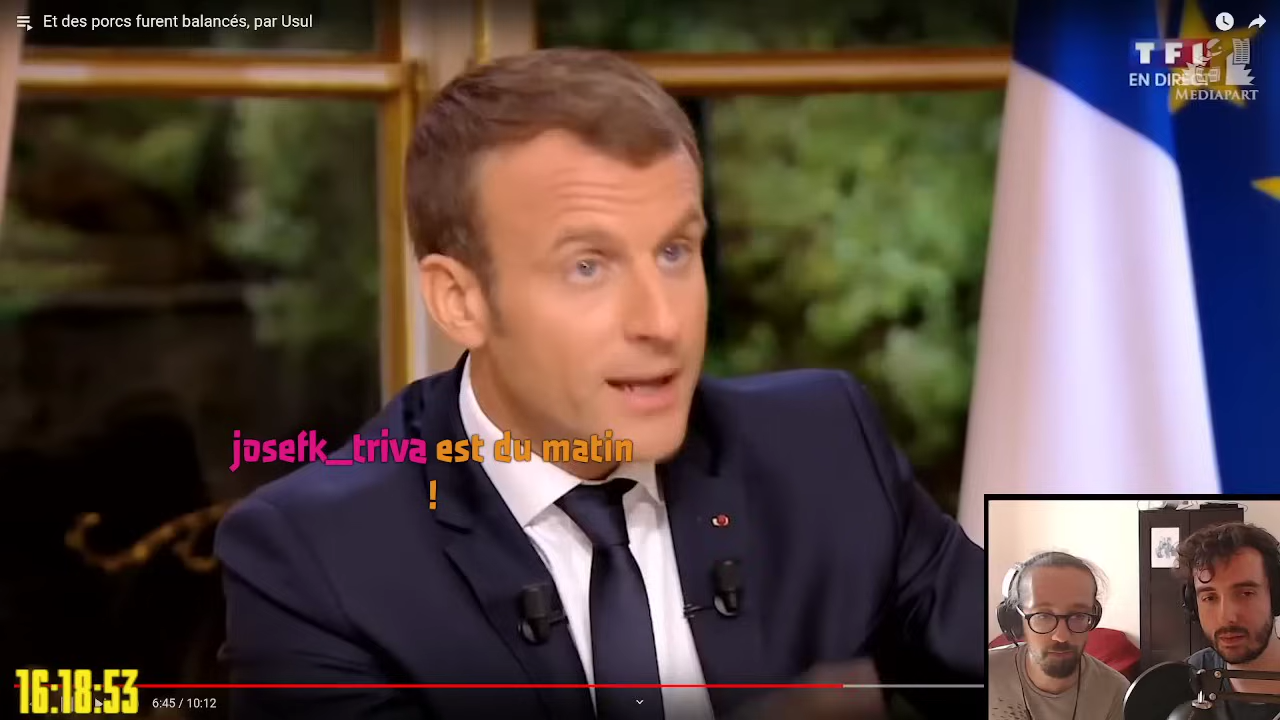 Et des porcs furent balancés, par Usul
TF1
EN DIRECT
MEDIAPART
josefk_triva est du matin
!
16:18:53
6:45 / 10:12